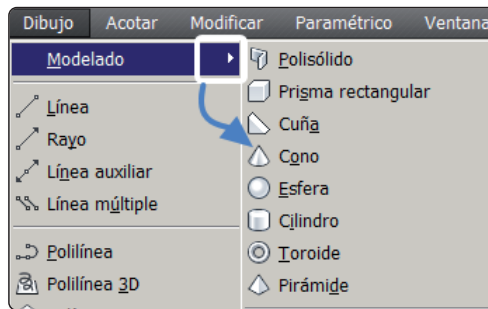 Dibujo Acotar Modificar Paramétrico Ventana
Modelado
Línea
Rayo
Línea auxiliar
Línea múltiple
Polilínea
Polilínea 3D
Polisólido
Prisma rectangular
Cuña
Cono
Esfera
Cilindro
Toroide
Pirámide